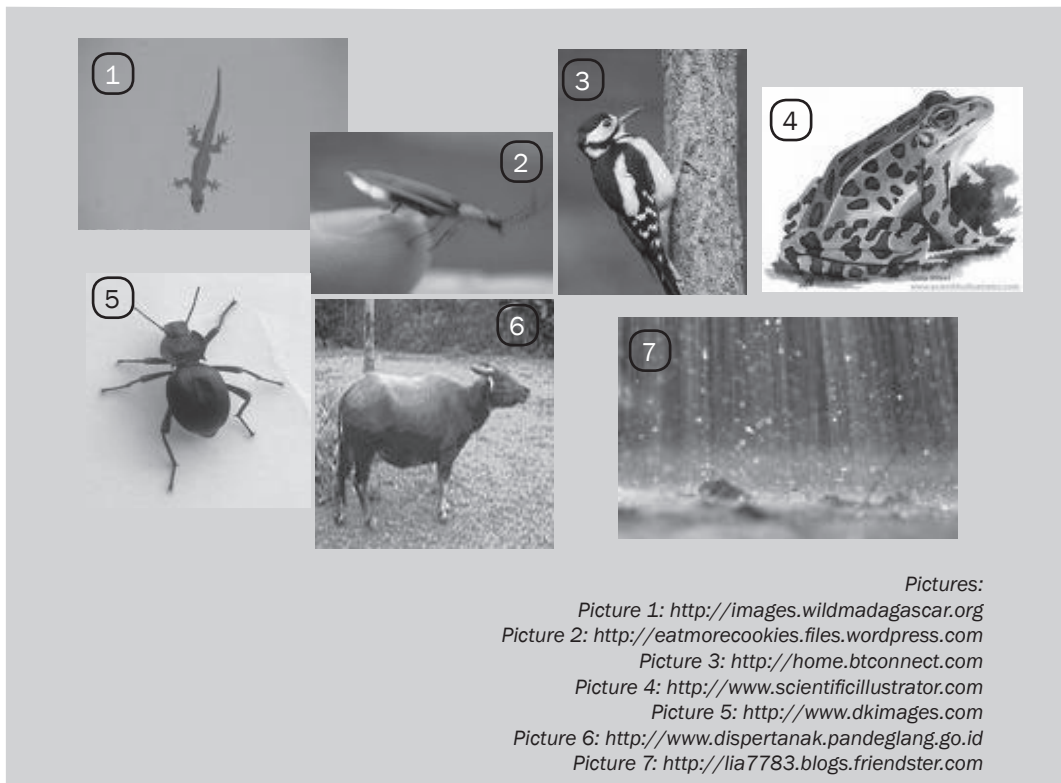 1
2
3
4
5
6
7
Pictures:
Picture 1: http://images.wildmadagascar.org
Picture 2: http://eatmorecookies.files.wordpress.com
Picture 3: http://home.btconnect.com
Picture 4: http://www.scientificillustrator.com
Picture 5: http://www.dkimages.com
Picture 6: http://www.dispertanak.pandeglang.go.id
Picture 7: http://lia7783.blogs.friendster.com